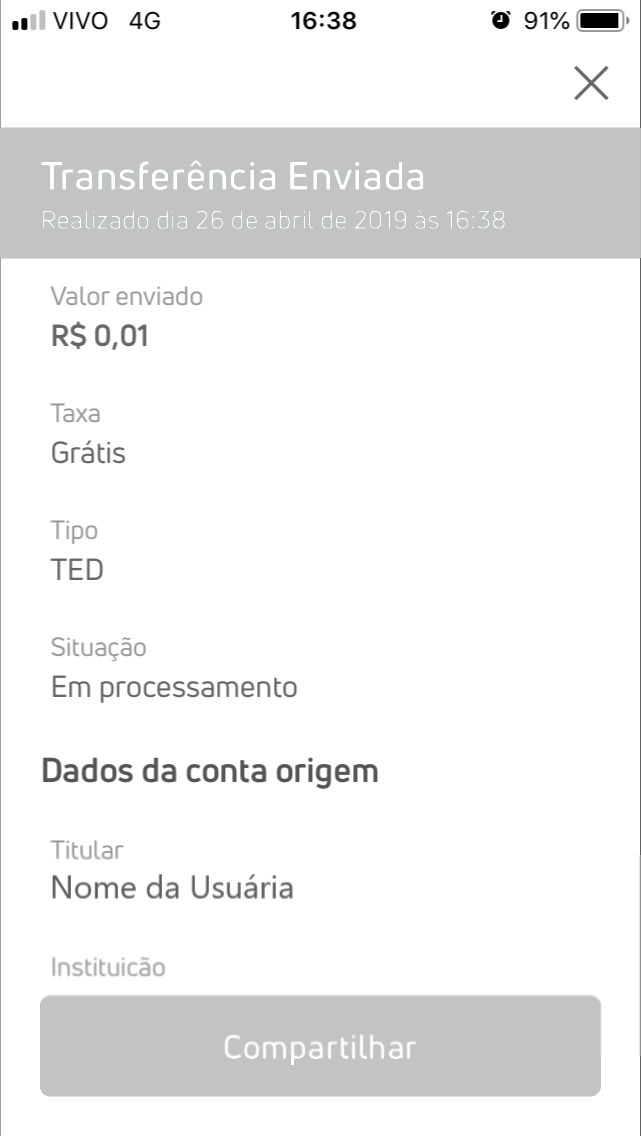 VIVO 4G 16:38 91%
Transferência Enviada
Realizado dia 26 de abril de 2019 às 16:38
Valor enviado
R$ 0,01
Taxa
Grátis
Tipo
TED
Situação
Em processamento
Dados da conta origem
Titular
Nome da Usuária
Instituicão
Compartilhar